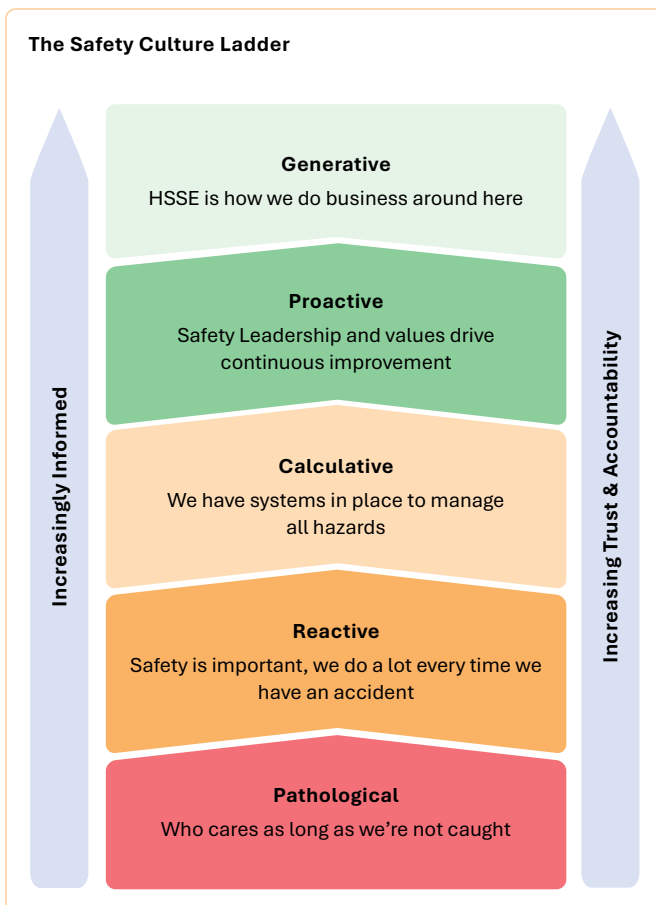 The Safety Culture Ladder
Generative
HSSE is how we do business around here
Proactive
Safety Leadership and values drive
continuous improvement
Calculative
We have systems in place to manage
all hazards
Reactive
Safety is important, we do a lot every time we
have an accident
Pathological
Who cares as long as we’re not caught
Increasingly Informed
Increasing Trust & Accountability